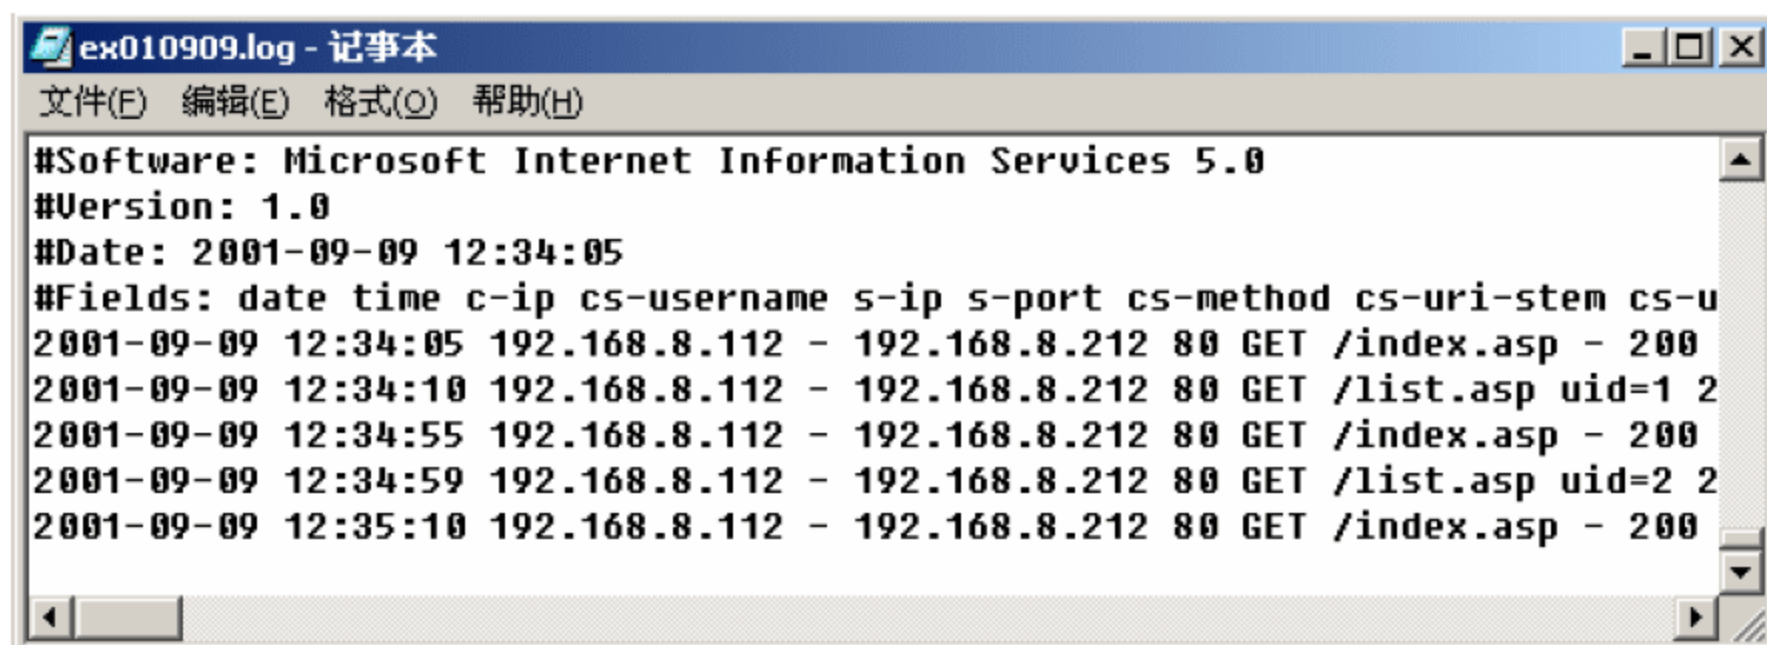 ex010909.log - 记事本
文件(F) 编辑(E) 格式(O) 帮助(H)
#Software: Microsoft Internet Information Services 5.0
#Version: 1.0
#Date: 2001-09-09 12:34:05
#Fields: date time c-ip cs-username s-ip s-port cs-method cs-uri-stem cs-u
2001-09-09 12:34:05 192.168.8.112 - 192.168.8.212 80 GET /index.asp - 200
2001-09-09 12:34:10 192.168.8.112 - 192.168.8.212 80 GET /list.asp uid=1 2
2001-09-09 12:34:55 192.168.8.112 - 192.168.8.212 80 GET /index.asp - 200
2001-09-09 12:34:59 192.168.8.112 - 192.168.8.212 80 GET /list.asp uid=2 2
2001-09-09 12:35:10 192.168.8.112 - 192.168.8.212 80 GET /index.asp - 200